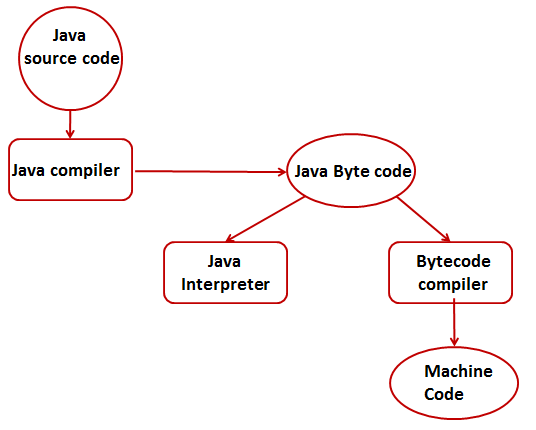 Java
source code
Java compiler
Java Byte code
Java
Interpreter
Bytecode
compiler
Machine
Code